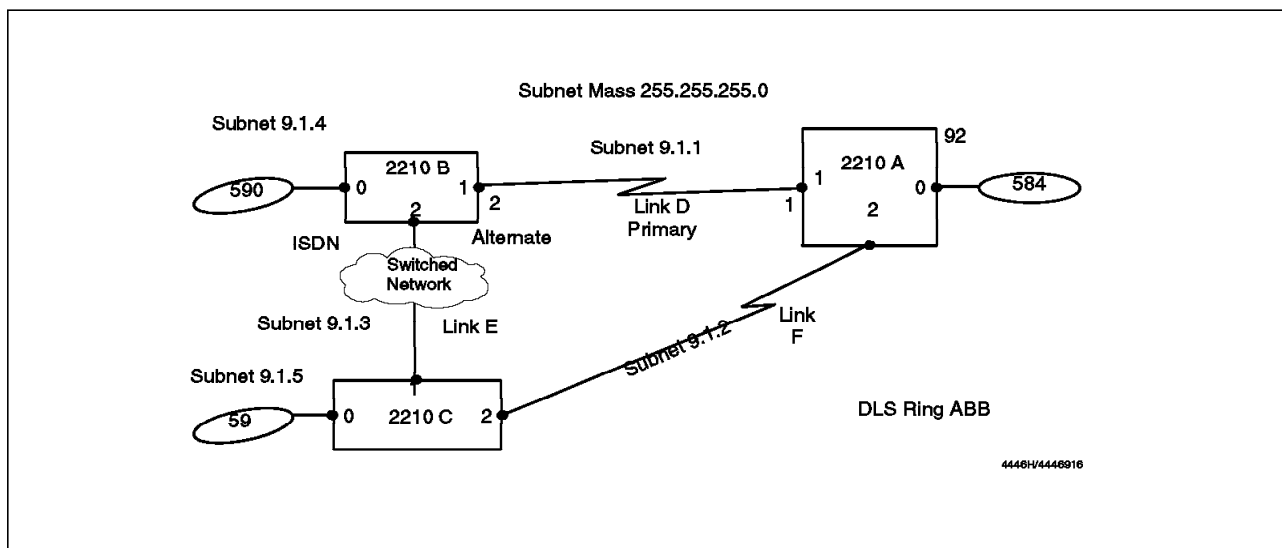 Subnet Mass 255.255.255.0
Subnet 9.1.4
92
Subnet 9.1.1
2210 B
2210 A
590
0
1
1
0
584
2
2
1
2
Link D
Primary
ISDN
Alternate
Switched
Network
Subnet 9.1.3
Link E
Link
F
Subnet 9.1.2
Subnet 9.1.5
59
0
2210 C
2
DLS Ring ABB
4446H/4446916